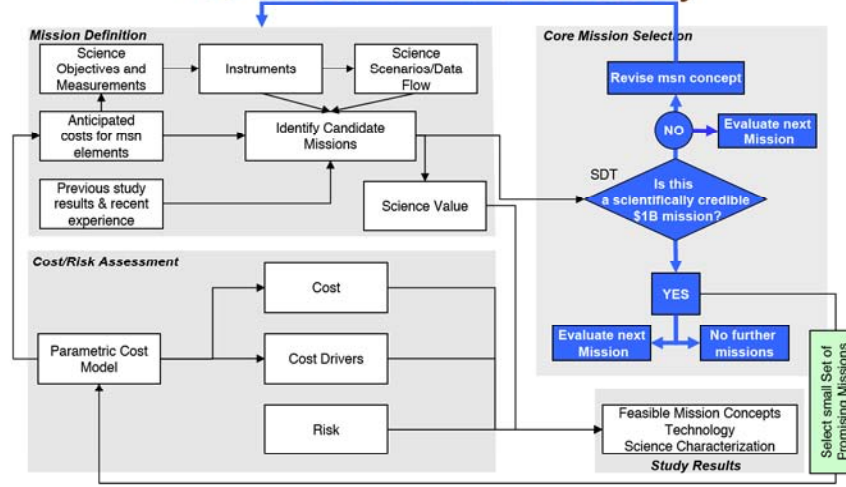 Mission Definition
Science
Objectives and
Measurements
Instruments
Science
Scenarios/Data
Flow
Anticipated
costs for msn
elements
Identify Candidate
Missions
Previous study
results & recent
experience
Science Value
Core Mission Selection
Revise msn concept
NO
Evaluate next
Mission
SDT
Is this
a scientifically credible
$1B mission?
YES
Evaluate next
Mission
No further
missions
Cost/Risk Assessment
Cost
Parametric Cost
Model
Cost Drivers
Risk
Feasible Mission Concepts
Technology
Science Characterization
Study Results
Select small Set of
Promising Missions